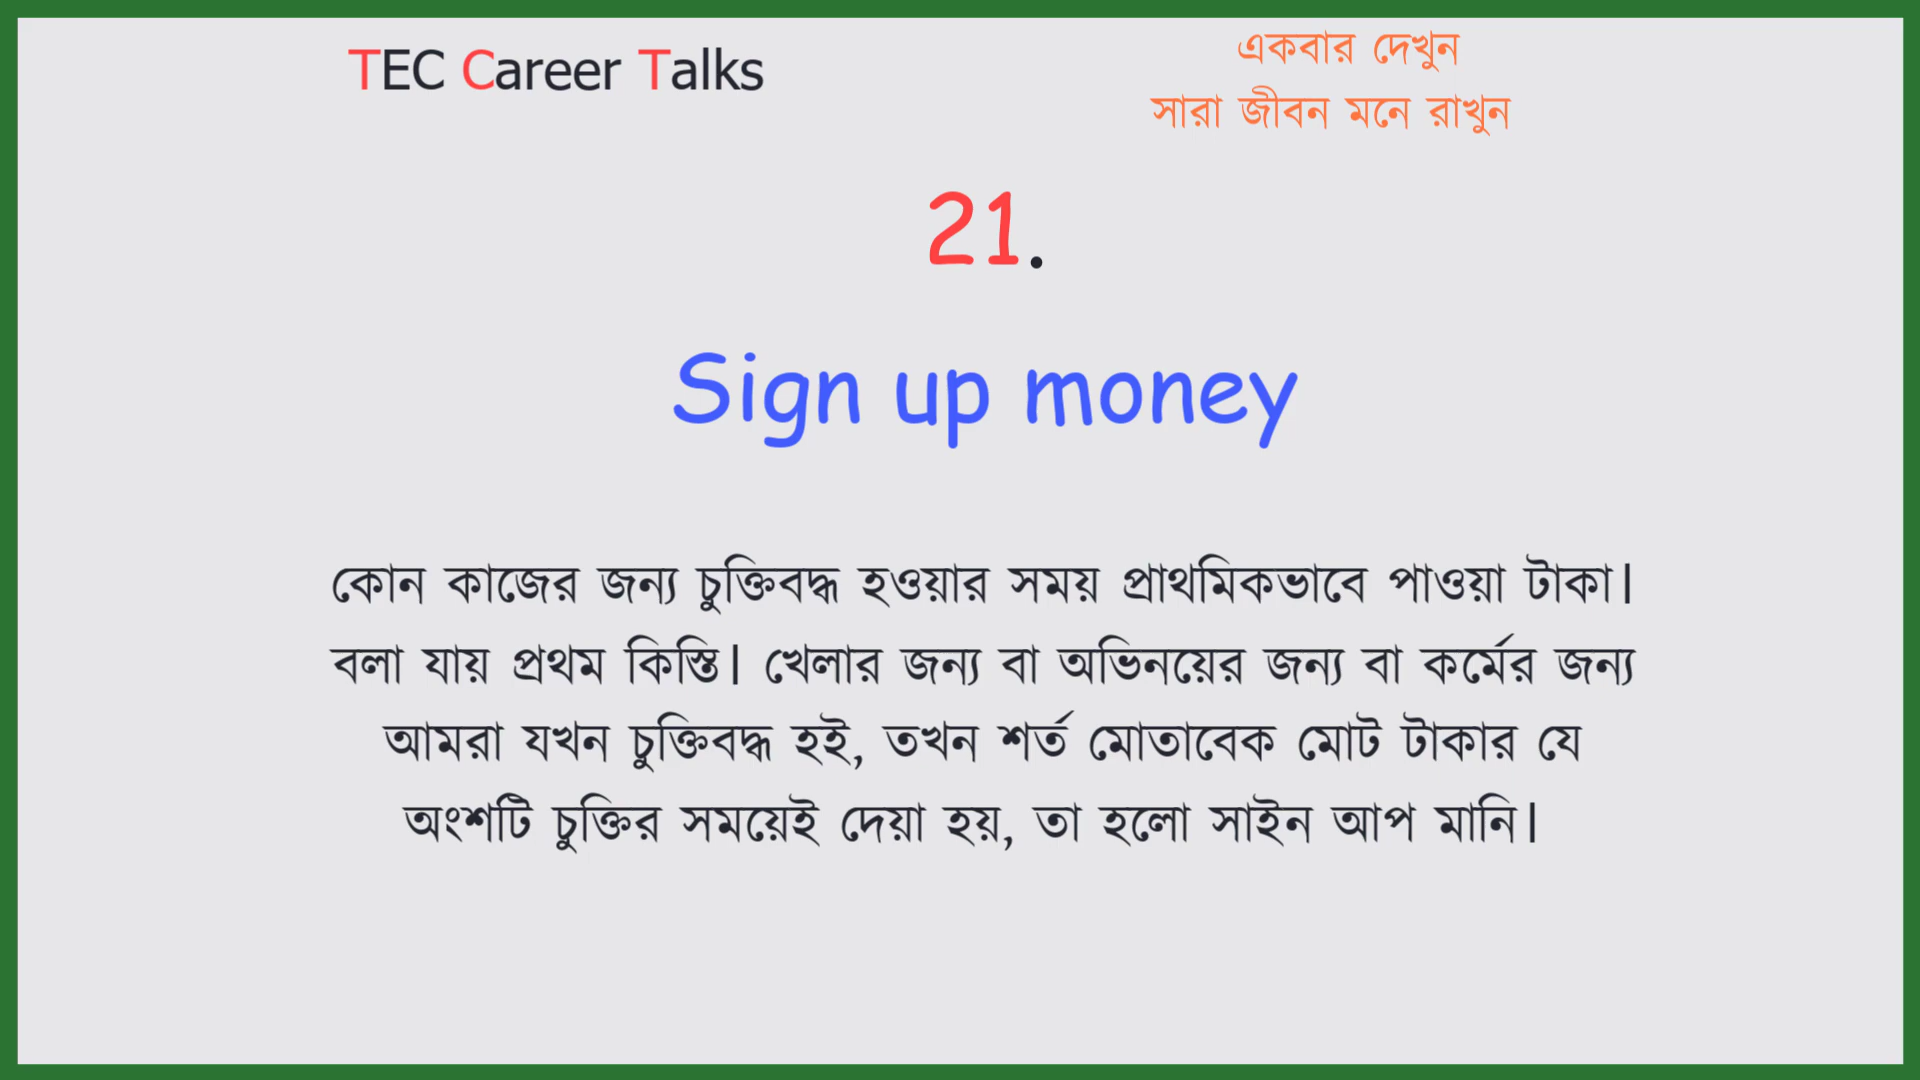 TEC Career Talks
একবার দেখুন
সারা জীবন মনে রাখুন
21.
Sign up money
কোন কাজের জন্য চুক্তিবদ্ধ হওয়ার সময় প্রাথমিকভাবে পাওয়া টাকা।
বলা যায় প্রথম কিস্তি। খেলার জন্য বা অভিনয়ের জন্য বা কর্মের জন্য
আমরা যখন চুক্তিবদ্ধ হই, তখন শর্ত মোতাবেক মোট টাকার যে
অংশটি চুক্তির সময়েই দেয়া হয়, তা হলো সাইন আপ মানি।